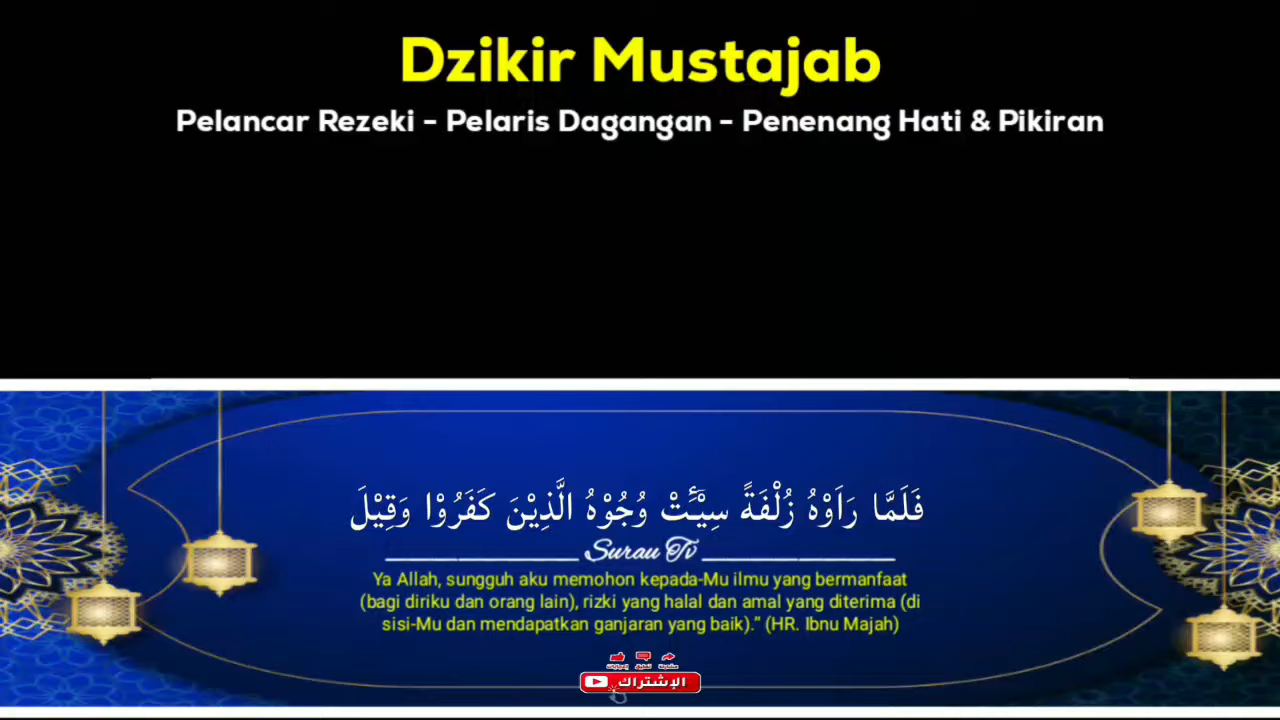 Dzikir Mustajab
Pelancar Rezeki - Pelaris Dagangan - Penenang Hati & Pikiran
فَلَمَّا رَاَوْهُ زُلْفَةً سِيْۤـَٔتْ وُجُوْهُ الَّذِيْنَ كَفَرُوْا وَقِيْلَ
Surau Tv
Ya Allah, sungguh aku memohon kepada-Mu ilmu yang bermanfaat
(bagi diriku dan orang lain), rizki yang halal dan amal yang diterima (di
sisi-Mu dan mendapatkan ganjaran yang baik).” (HR. Ibnu Majah)
الإشتراك